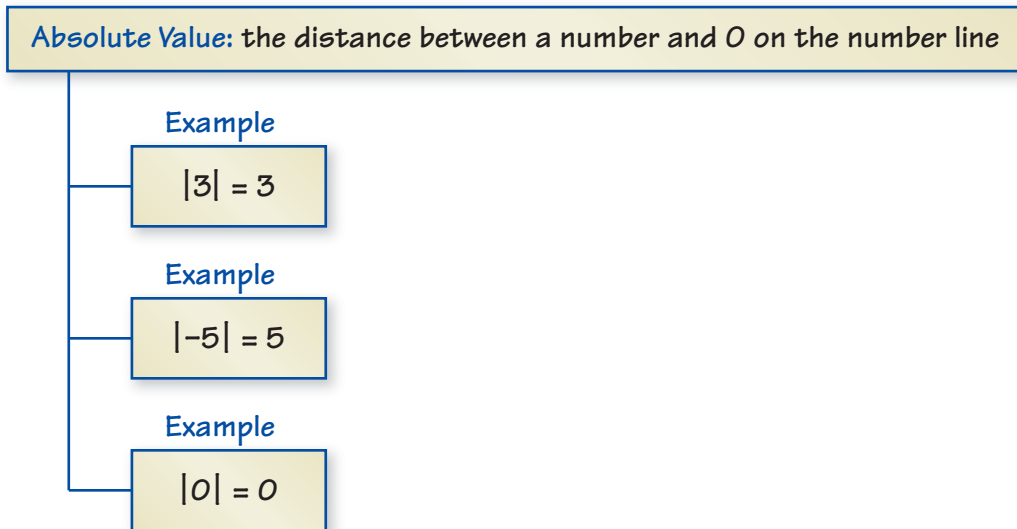 Absolute Value: the distance between a number and 0 on the number line
Example
|3| = 3
Example
|−5| = 5
Example
|0| = 0